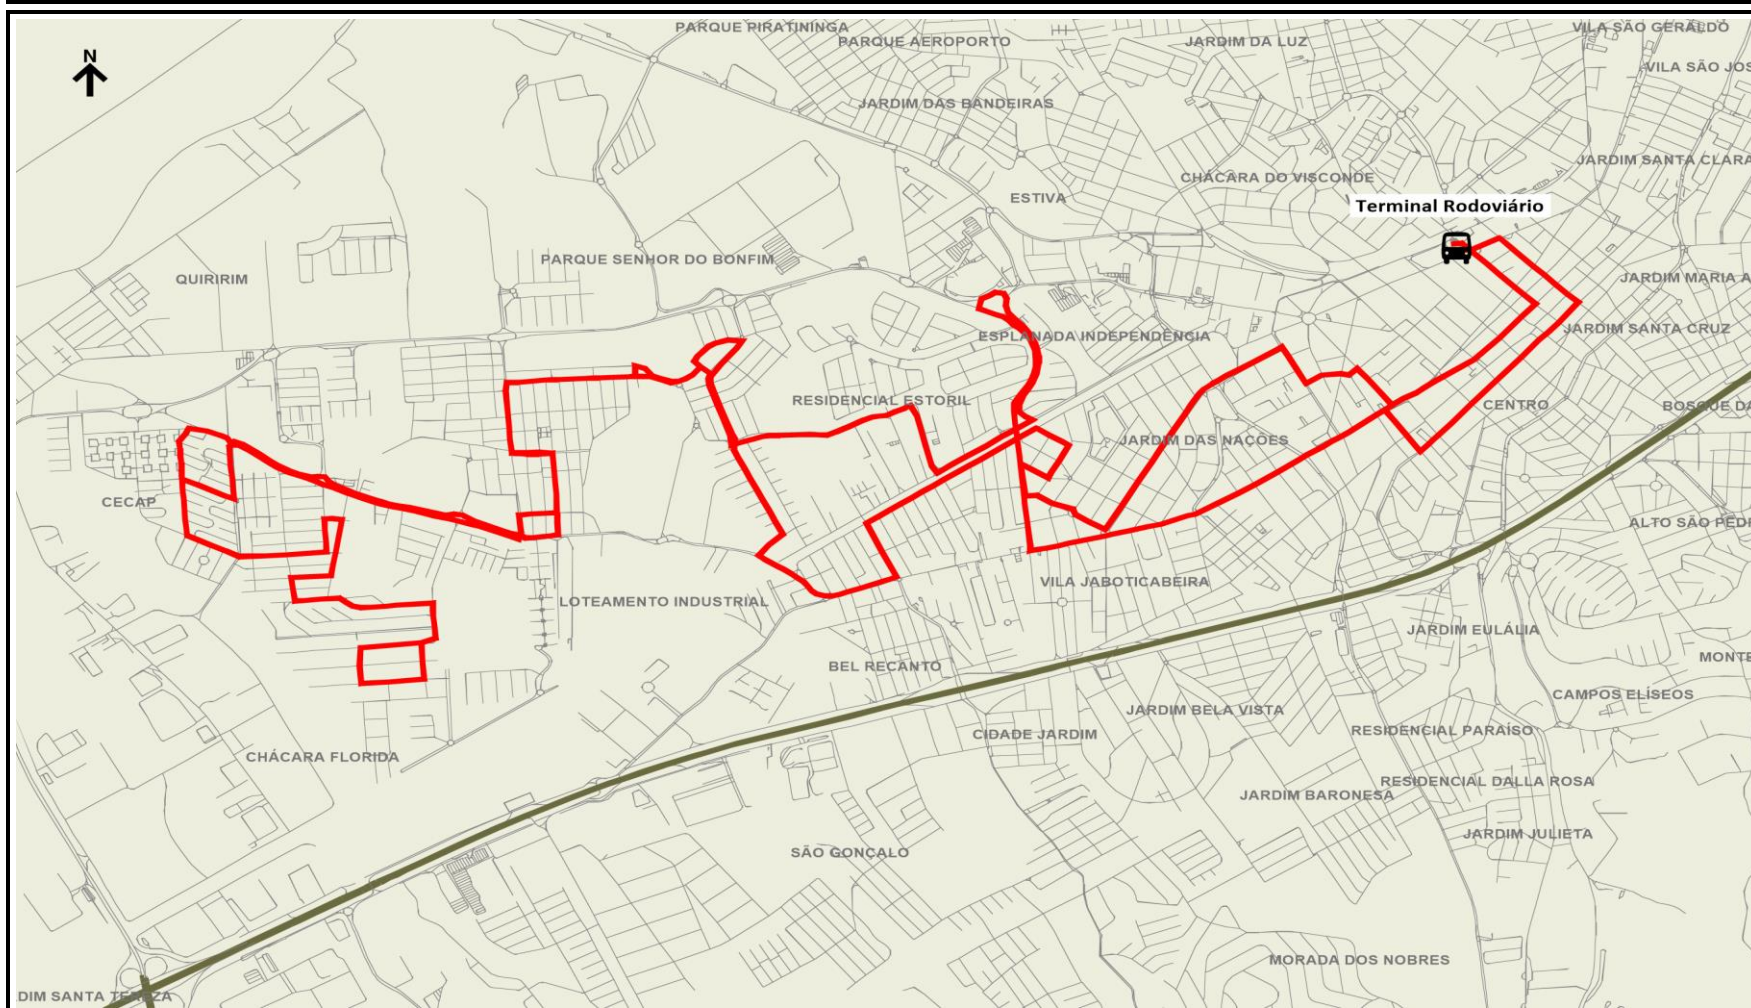 PARQUE PIRATININGA
VILA SÃO GERALDO
PARQUE AEROPORTO
JARDIM DA LUZ
N
VILA SÃO JOS
JARDIM DAS BANDEIRAS
JARDIM SANTA CLARA
CHÁCARA DO VISCONDE
ESTIVA
Terminal Rodoviário
PARQUE SENHOR DO BONFIM
QUIRIRIM
JARDIM MARIA A
JARDIM SANTA CRUZ
ESPLANADA INDEPENDÊNCIA
RESIDENCIAL ESTORIL
CENTRO
BOSQUE DA
JARDIM DAS NAÇÕES
CECAP
ALTO SÃO PEDI
VILA JABOTICABEIRA
LOTEAMENTO INDUSTRIAL
JARDIM EULÁLIA
MONTE
BEL RECANTO
CAMPOS ELÍSEOS
JARDIM BELA VISTA
RESIDENCIAL PARAÍSO
CIDADE JARDIM
CHÁCARA FLORIDA
RESIDENCIAL DALLA ROSA
JARDIM BARONESA
JARDIM JULIETA
SÃO GONÇALO
MORADA DOS NOBRES
DIM SANTA TEREZA